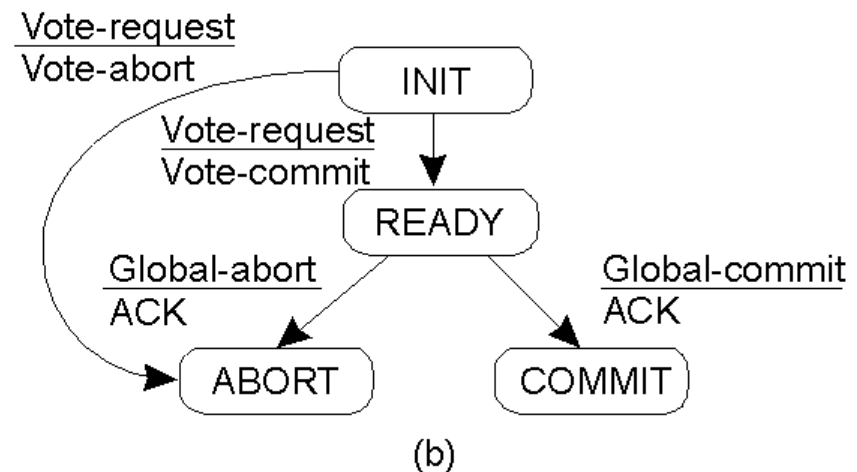 Vote-request
Vote-abort
INIT
Vote-request
Vote-commit
READY
Global-abort
ACK
Global-commit
ACK
ABORT
COMMIT
(b)